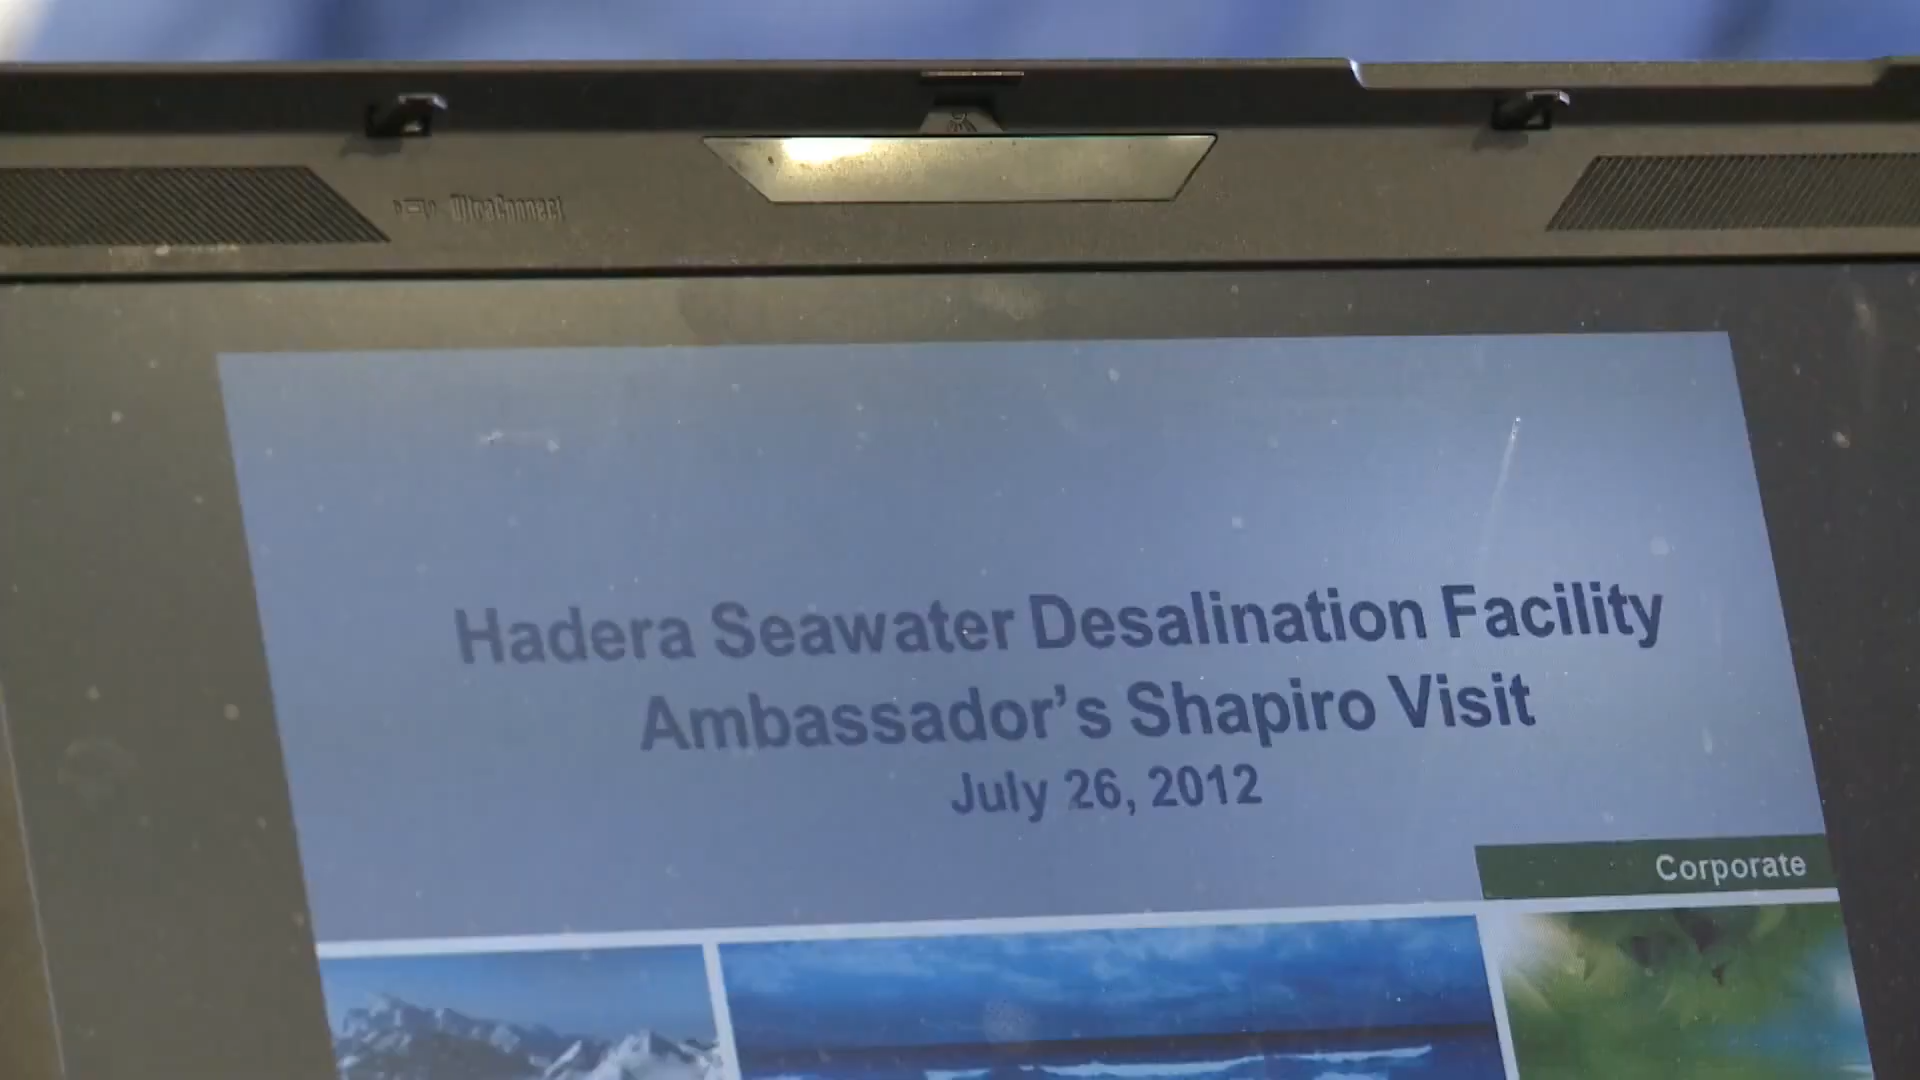 UltraConnect
Hadera Seawater Desalination Facility
Ambassador's Shapiro Visit
July 26, 2012
Corporate